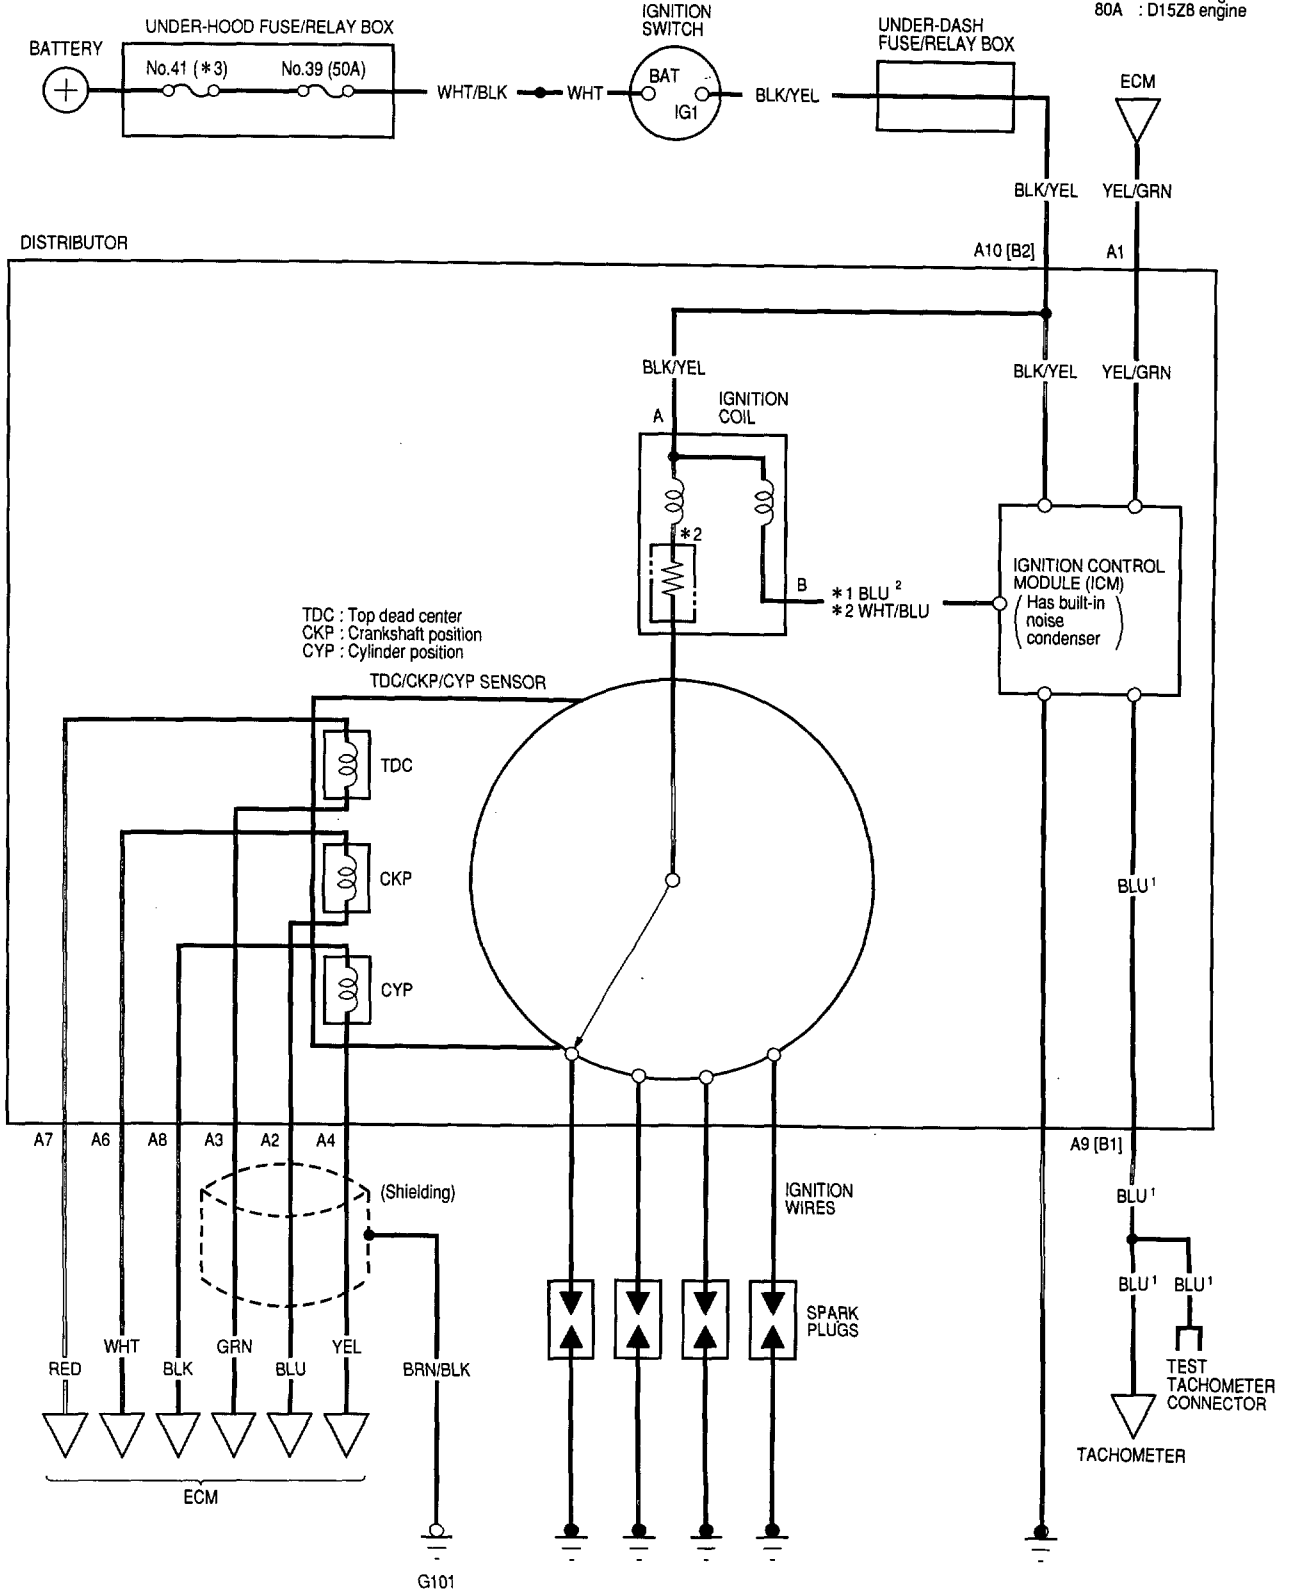 80A : D15Z8 engine
IGNITION
SWITCH
UNDER-HOOD FUSE/RELAY BOX
UNDER-DASH
FUSE/RELAY BOX
BATTERY
No.41 (*3)
No.39 (50A)
BAT
IG1
ECM
WHT/BLK
WHT
BLK/YEL
BLK/YEL
YEL/GRN
DISTRIBUTOR
A10 [B2]
A1
BLK/YEL
BLK/YEL
YEL/GRN
A
IGNITION
COIL
*2
B
*1 BLU 2
*2 WHT/BLU
IGNITION CONTROL
MODULE (ICM)
(Has built-in
noise
condenser)
TDC : Top dead center
CKP : Crankshaft position
CYP : Cylinder position
TDC/CKP/CYP SENSOR
TDC
CKP
BLU 1
CYP
A7
A6
A8
A3
A2
A4
A9 [B1]
(Shielding)
IGNITION
WIRES
BLU 1
BLU 1
BLU 1
SPARK
PLUGS
RED
WHT
BLK
GRN
BLU
YEL
BRN/BLK
TEST
TACHOMETER
CONNECTOR
TACHOMETER
ECM
G101